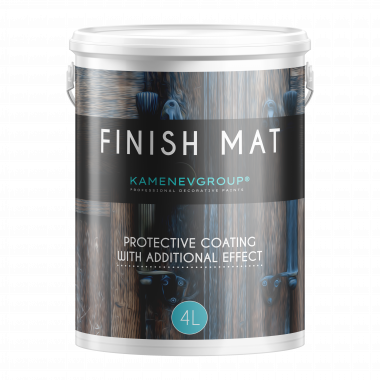 FINISH MAT
KAMENEVGROUP®
PROFESSIONAL DECORATIVE PAINTS
PROTECTIVE COATING
WITH ADDITIONAL EFFECT
4L